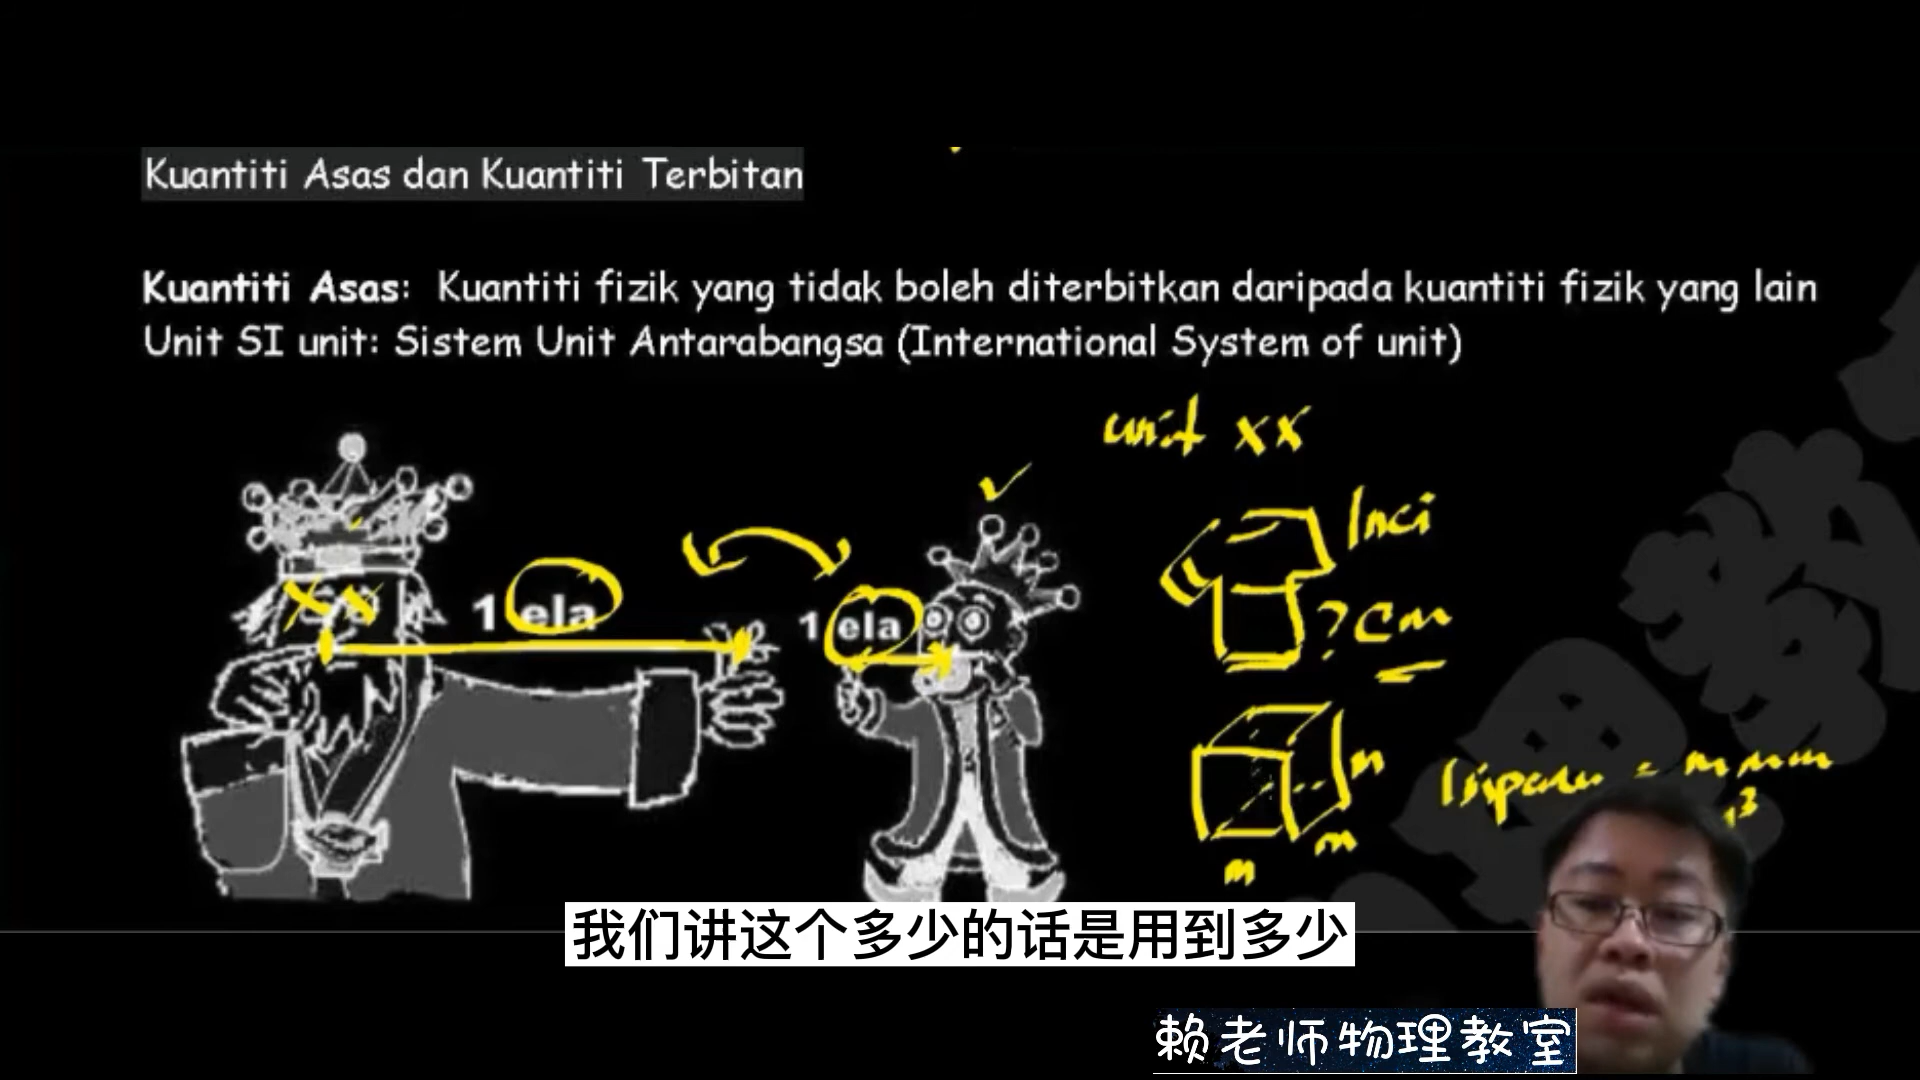 Kuantiti Asas dan Kuantiti Terbitan
Kuantiti Asas: Kuantiti fizik yang tidak boleh diterbitkan daripada kuantiti fizik yang lain
Unit SI unit: Sistem Unit Antarabangsa (International System of unit)
unit xx
Inci
1 ela
1 ela
? cm
m
m
m
= m m m
3
我们讲这个多少的话是用到多少
赖老师物理教室